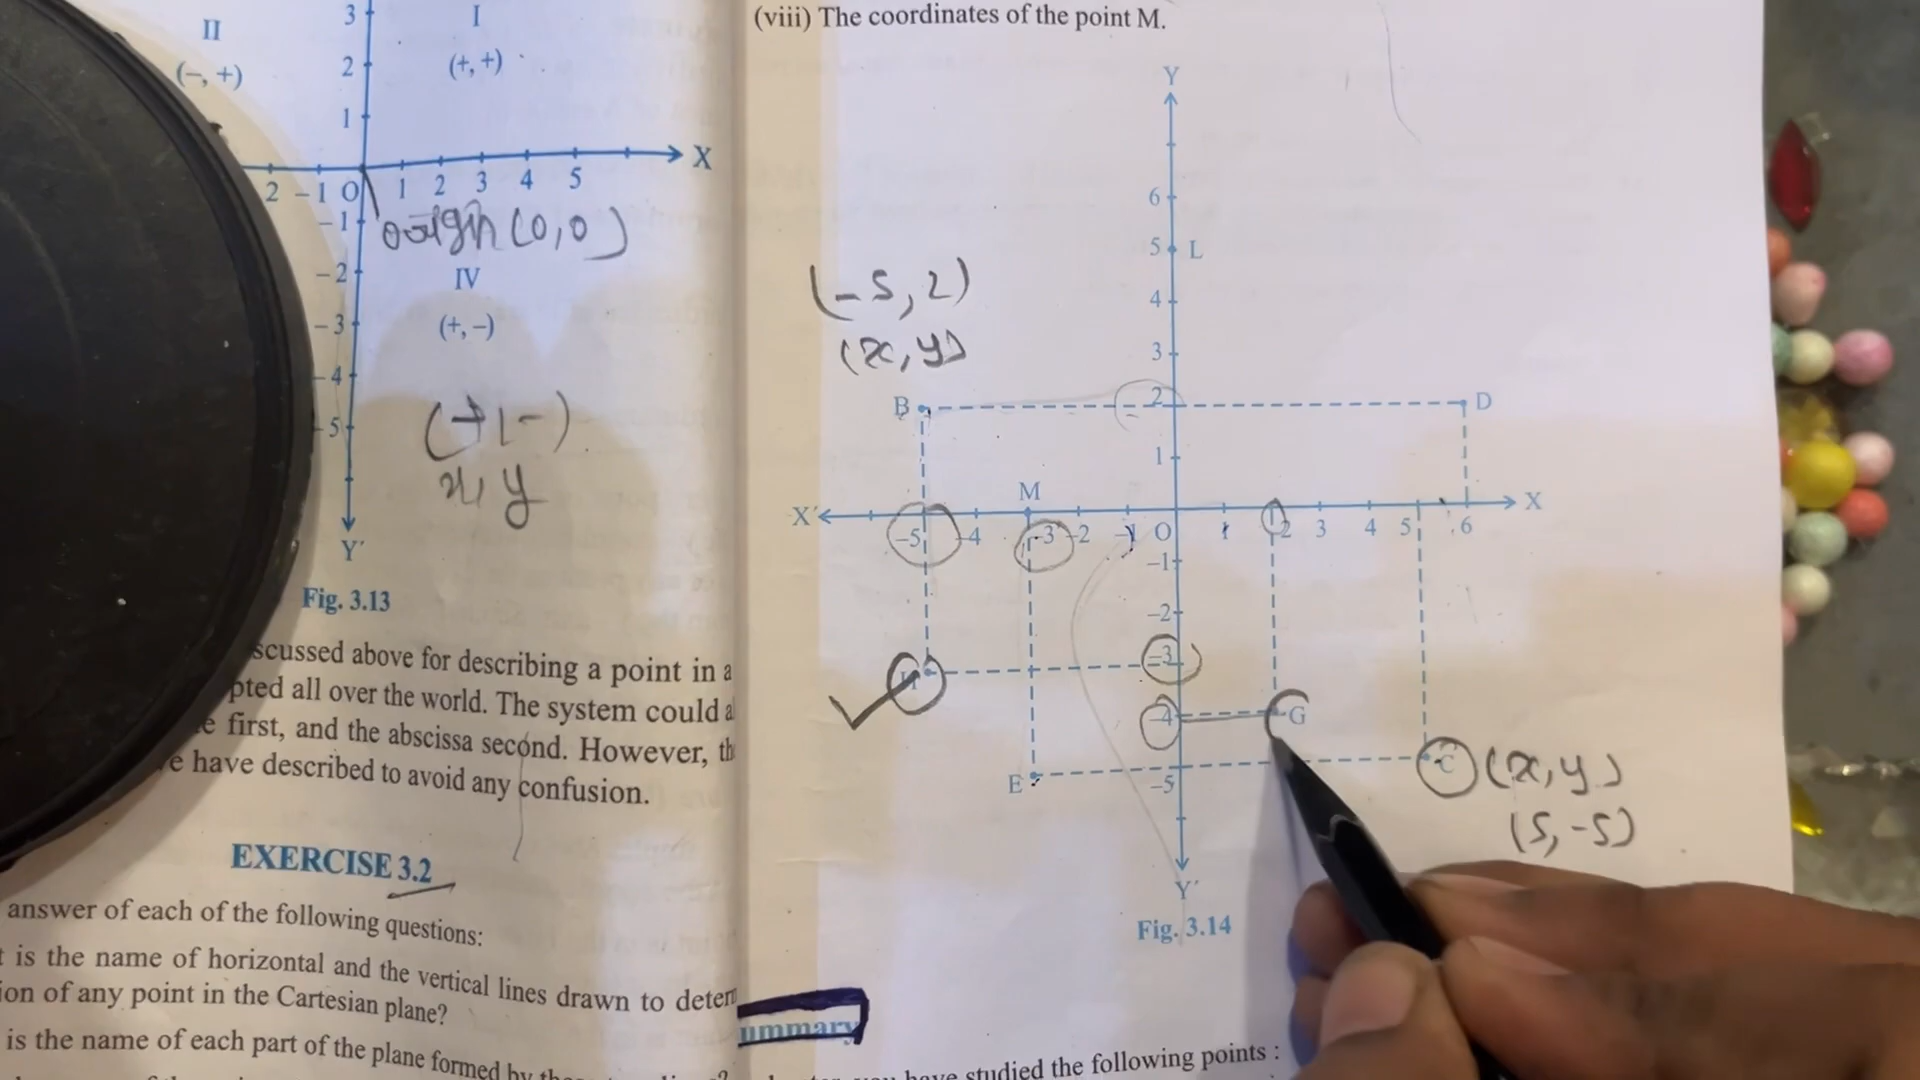 3
II
I
(–, +)
2
(+, +)
1
X
2 –1 O 1 2 3 4 5
–1
origin (0,0)
–2
IV
–3
(+, –)
–4
(+, –)
–5
x, y
Y′
Fig. 3.13
scussed above for describing a point in a
pted all over the world. The system could a
e first, and the abscissa second. However, th
e have described to avoid any confusion.
EXERCISE 3.2
answer of each of the following questions:
t is the name of horizontal and the vertical lines drawn to deter
ion of any point in the Cartesian plane?
is the name of each part of the plane formed by
(viii) The coordinates of the point M.
Y
6
5 L
(–5, 2)
4
(x, y)
3
B 2 D
1
M
X′ X
–5 –4 –3 –2 –1 O 1 2 3 4 5 6
–1
–2
–3
H
–4 G
E –5 C (x, y)
(5, –5)
Y′
Fig. 3.14
ummary
have studied the following points :